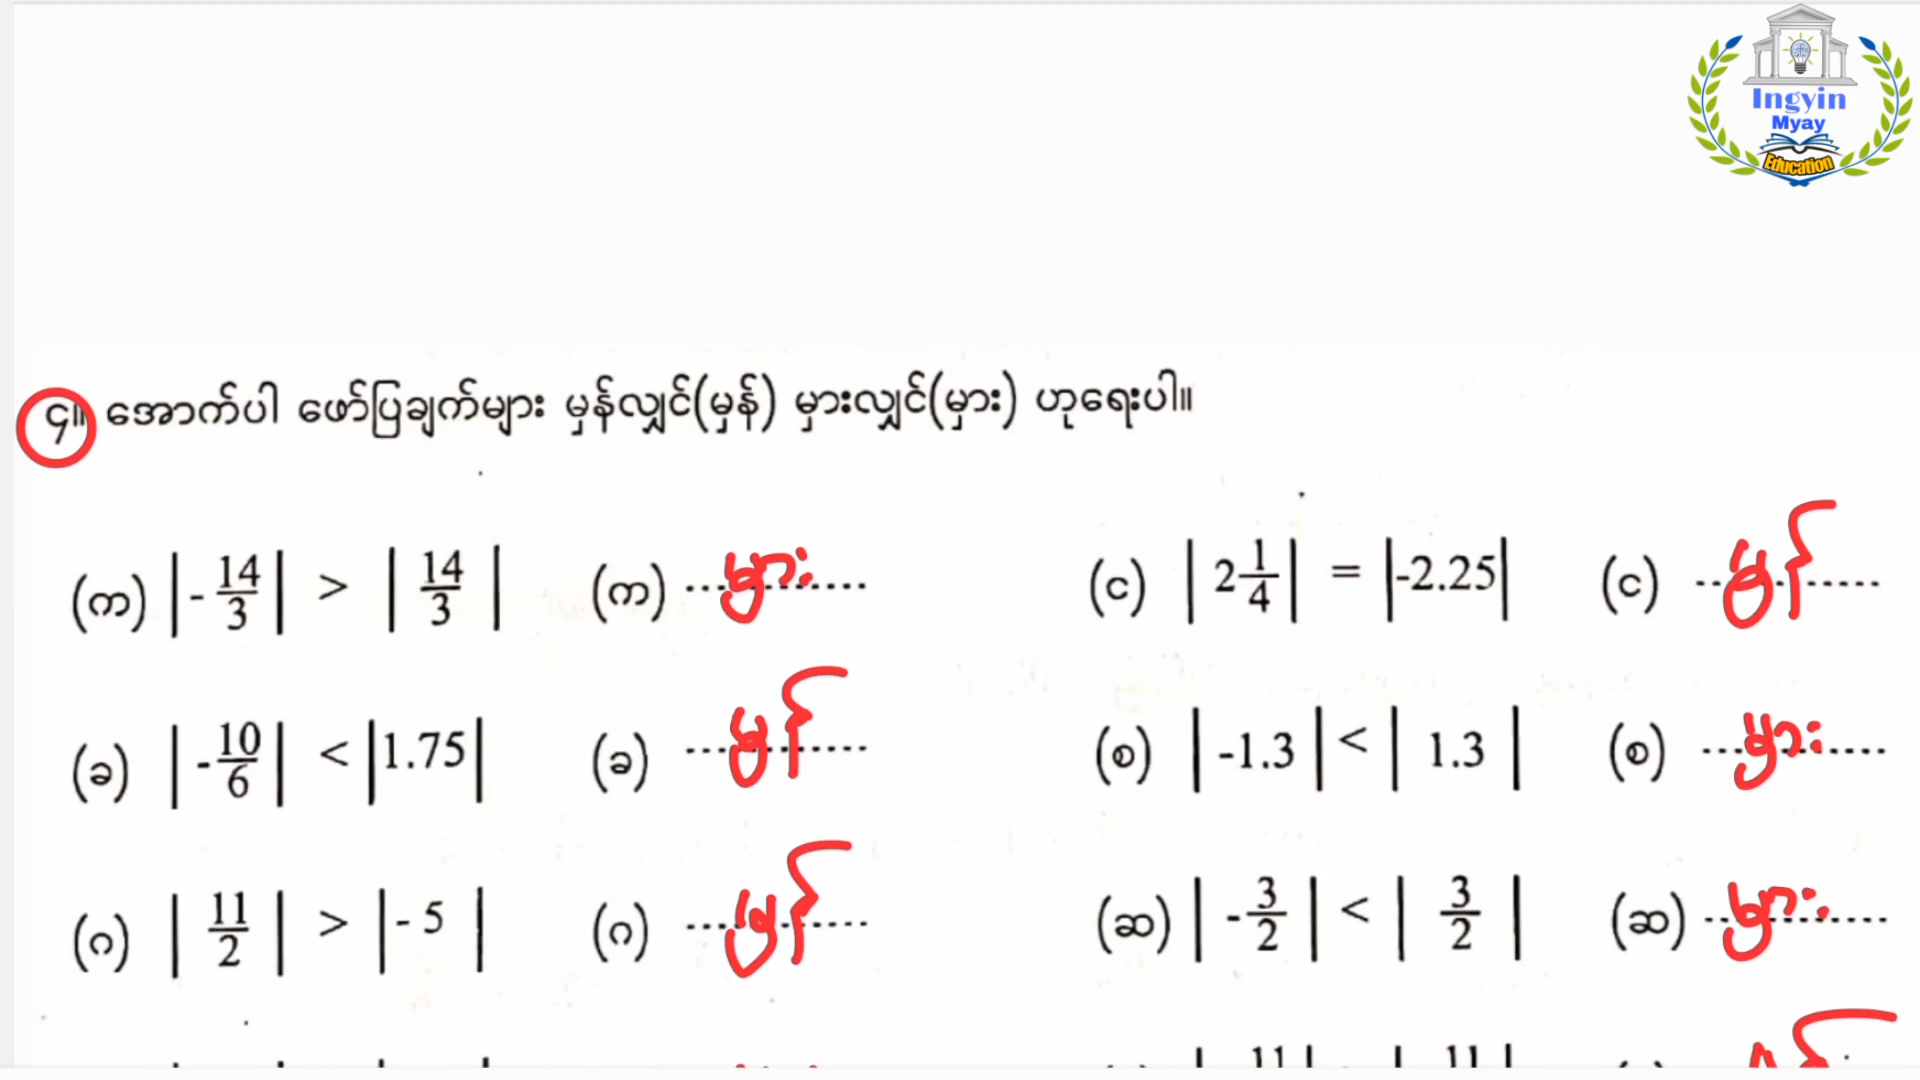 Ingyin
Myay
Education
၄။ အောက်ပါ ဖော်ပြချက်များ မှန်လျှင်(မှန်) မှားလျှင်(မှား) ဟုရေးပါ။
(က) |-14/3| > |14/3| (က) မှား
(ခ) |-10/6| < |1.75| (ခ) မှန်
(ဂ) |11/2| > |-5| (ဂ) မှန်
(င) |2 1/4| = |-2.25| (င) မှန်
(စ) |-1.3| < |1.3| (စ) မှား
(ဆ) |-3/2| < |3/2| (ဆ) မှား